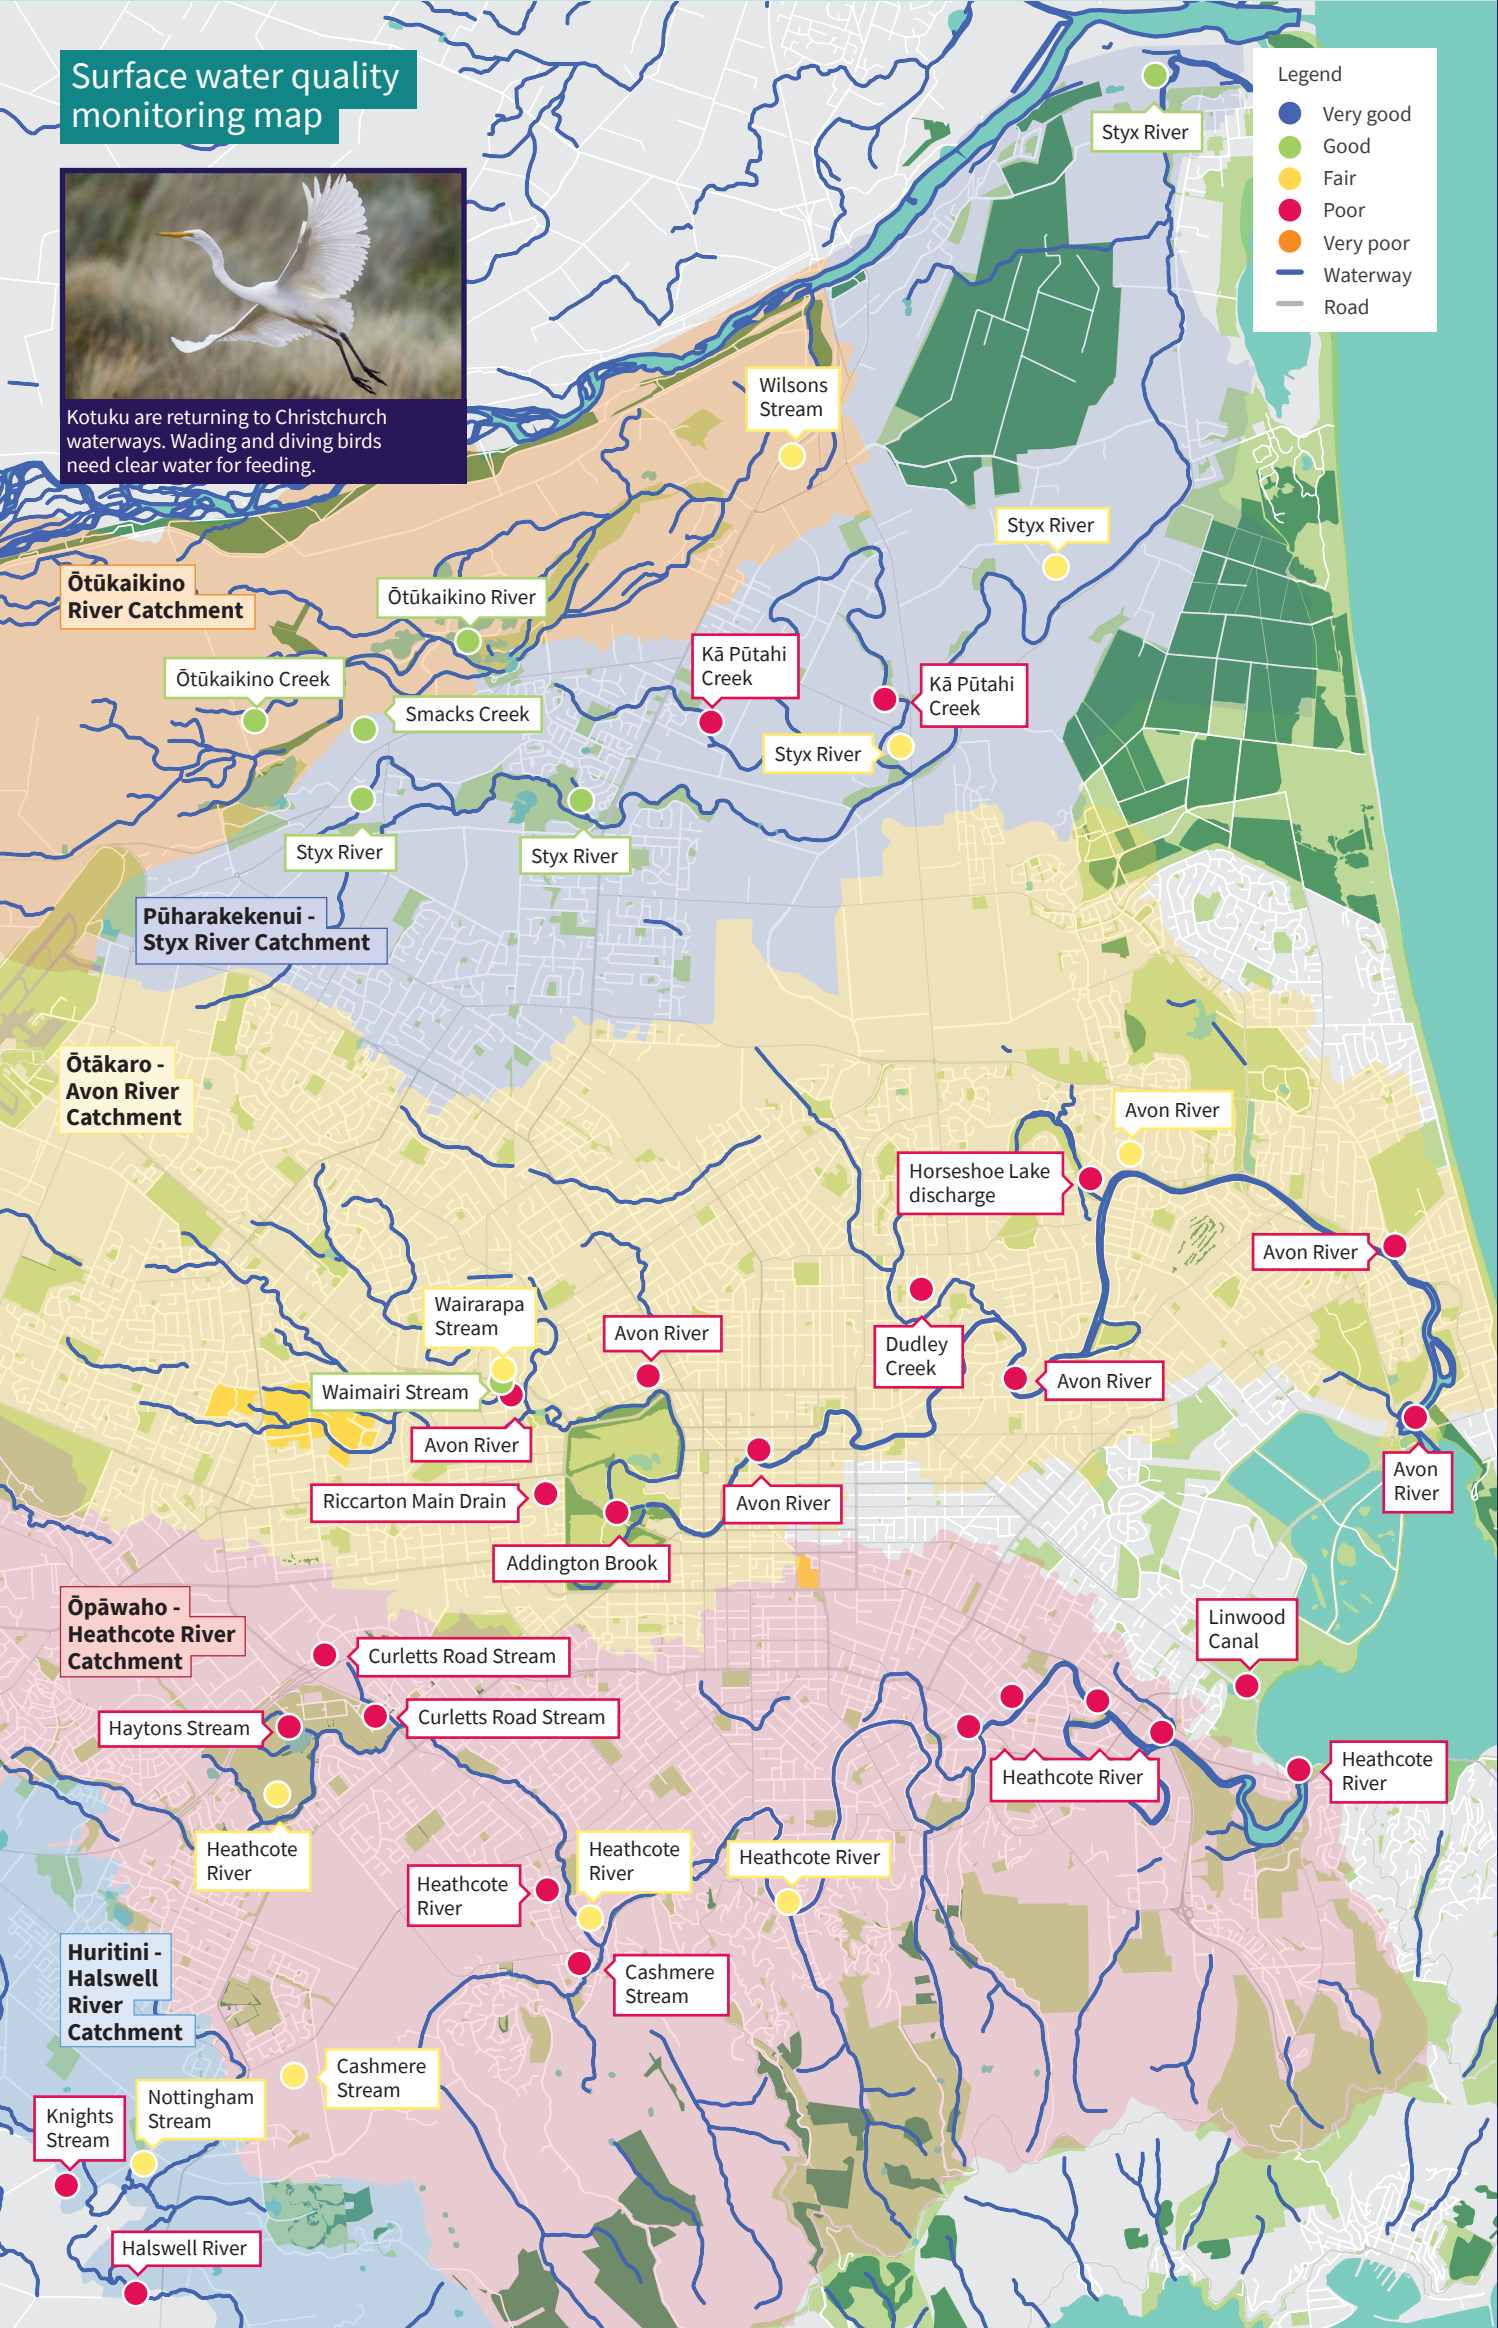 Surface water quality
monitoring map
Legend
Very good
Good
Fair
Poor
Very poor
Waterway
Road
Styx River
Kotuku are returning to Christchurch
waterways. Wading and diving birds
need clear water for feeding.
Wilsons
Stream
Styx River
Ōtūkaikino
River Catchment
Ōtūkaikino River
Ōtūkaikino Creek
Smacks Creek
Kā Pūtahi
Creek
Kā Pūtahi
Creek
Styx River
Styx River
Styx River
Pūharakekenui -
Styx River Catchment
Ōtākaro -
Avon River
Catchment
Avon River
Horseshoe Lake
discharge
Avon River
Wairarapa
Stream
Avon River
Dudley
Creek
Avon River
Waimairi Stream
Avon River
Riccarton Main Drain
Avon River
Avon
River
Addington Brook
Ōpāwaho -
Heathcote River
Catchment
Linwood
Canal
Curletts Road Stream
Haytons Stream
Curletts Road Stream
Heathcote River
Heathcote
River
Heathcote
River
Heathcote
River
Heathcote River
Heathcote
River
Huritini -
Halswell
River
Catchment
Cashmere
Stream
Cashmere
Stream
Nottingham
Stream
Knights
Stream
Halswell River